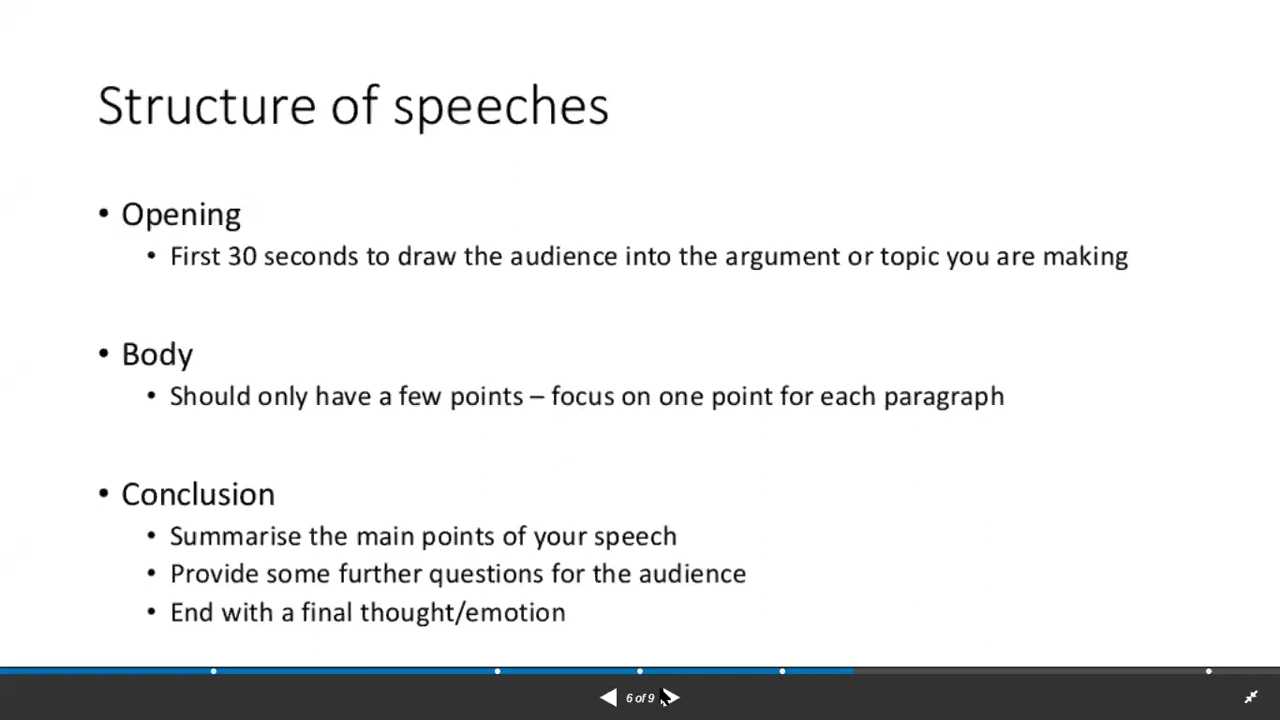 Structure of speeches
• Opening
• First 30 seconds to draw the audience into the argument or topic you are making
• Body
• Should only have a few points – focus on one point for each paragraph
• Conclusion
• Summarise the main points of your speech
• Provide some further questions for the audience
• End with a final thought/emotion
6 of 9